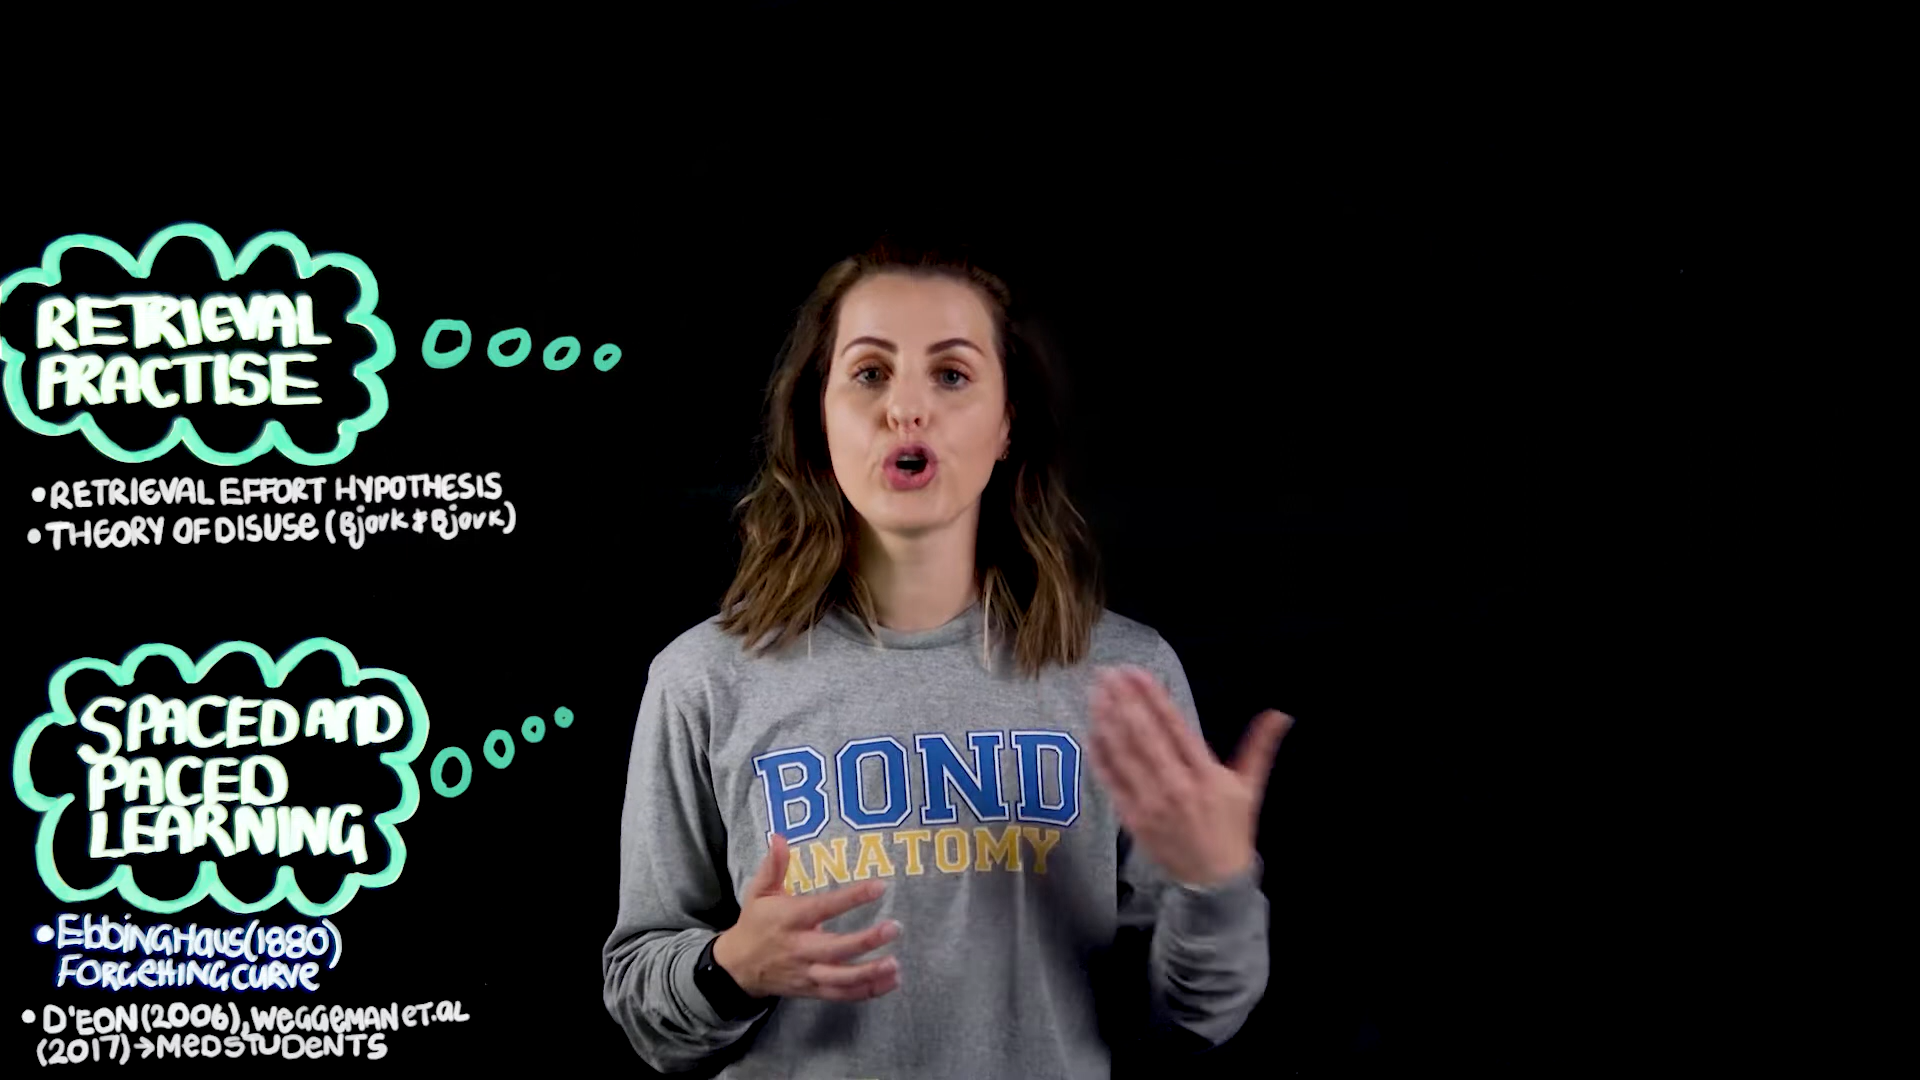 RETRIEVAL
PRACTISE
• RETRIEVAL EFFORT HYPOTHESIS
• THEORY OF DISUSE (Bjork & Bjork)
SPACED AND
PACED
LEARNING
• EbbingHaus (1880)
FORGETTING CURVE
• D'EON (2006), WEGGEMAN ET.AL
(2017) → MED STUDENTS
BOND
ANATOMY